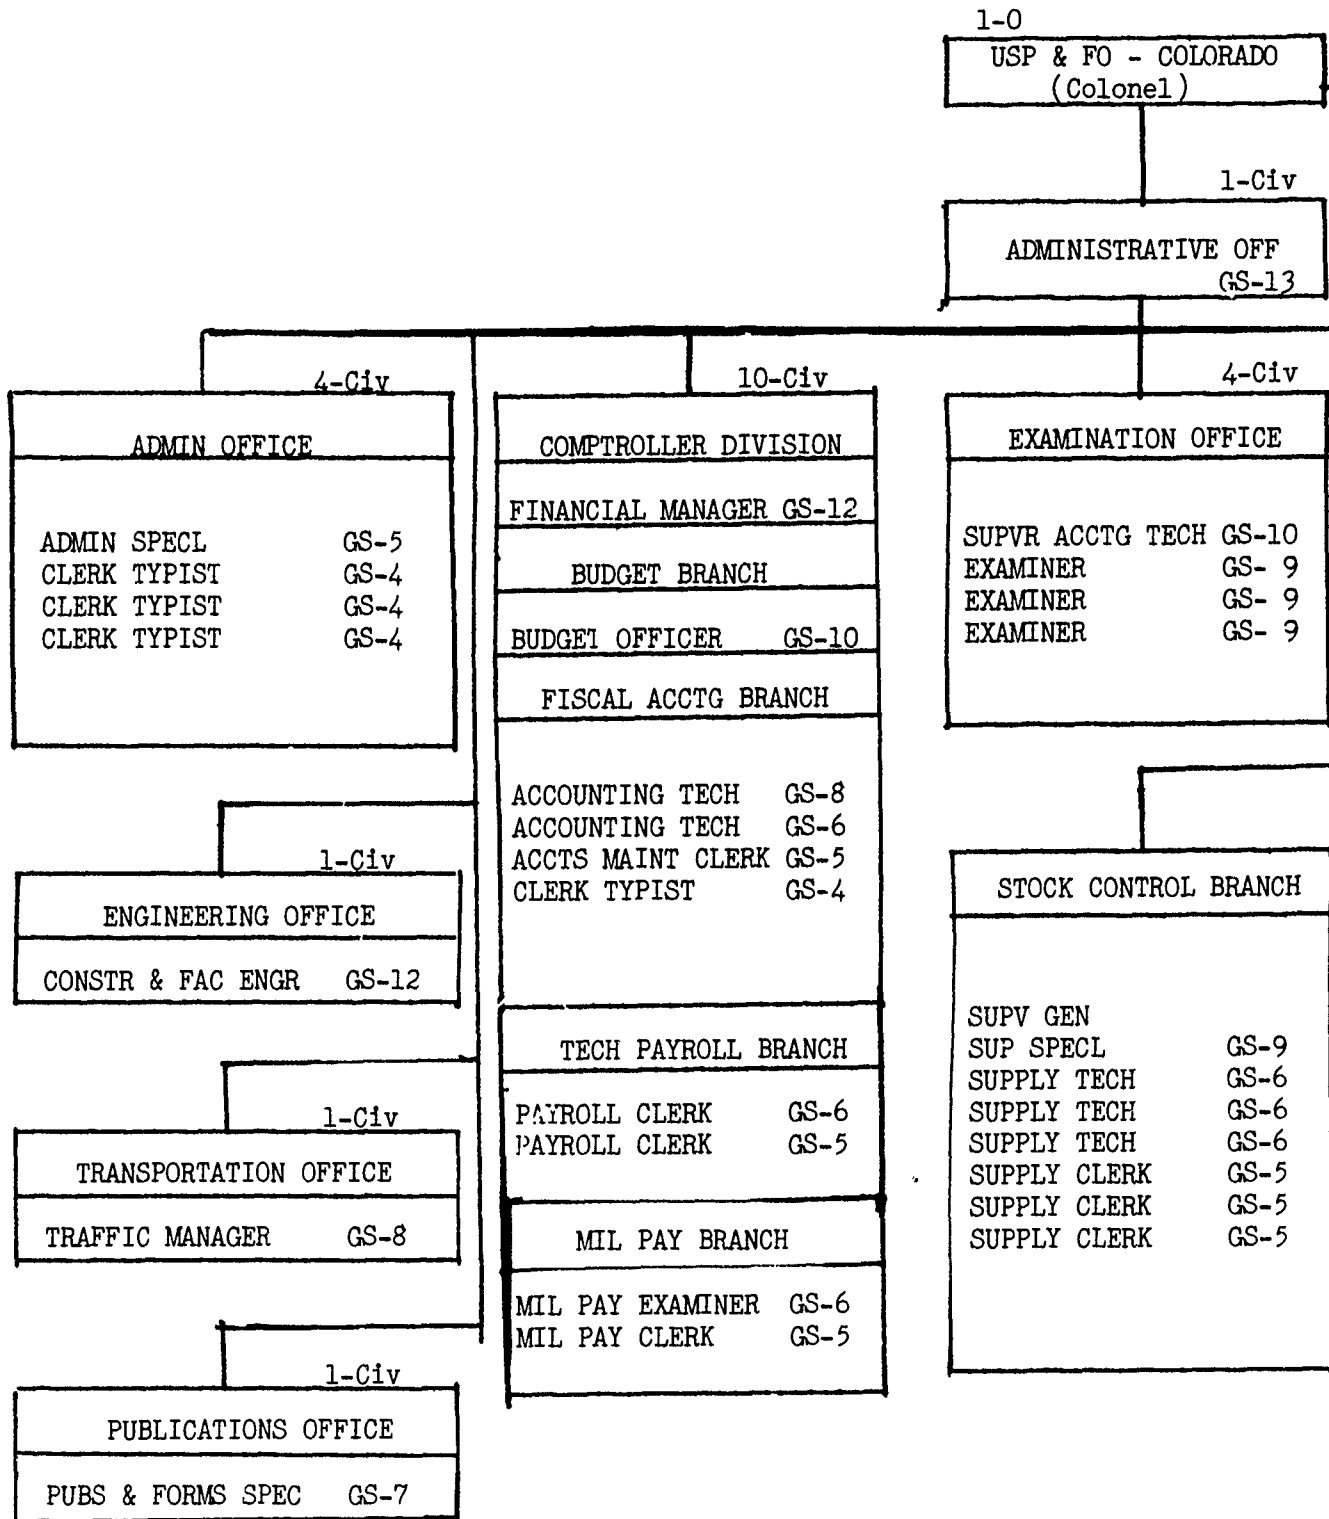 1-O
USP & FO - COLORADO
(Colonel)
1-Civ
ADMINISTRATIVE OFF
GS-13
4-Civ
ADMIN OFFICE
ADMIN SPECL GS-5
CLERK TYPIST GS-4
CLERK TYPIST GS-4
CLERK TYPIST GS-4
1-Civ
ENGINEERING OFFICE
CONSTR & FAC ENGR GS-12
1-Civ
TRANSPORTATION OFFICE
TRAFFIC MANAGER GS-8
1-Civ
PUBLICATIONS OFFICE
PUBS & FORMS SPEC GS-7
10-Civ
COMPTROLLER DIVISION
FINANCIAL MANAGER GS-12
BUDGET BRANCH
BUDGET OFFICER GS-10
FISCAL ACCTG BRANCH
ACCOUNTING TECH GS-8
ACCOUNTING TECH GS-6
ACCTS MAINT CLERK GS-5
CLERK TYPIST GS-4
TECH PAYROLL BRANCH
PAYROLL CLERK GS-6
PAYROLL CLERK GS-5
MIL PAY BRANCH
MIL PAY EXAMINER GS-6
MIL PAY CLERK GS-5
4-Civ
EXAMINATION OFFICE
SUPVR ACCTG TECH GS-10
EXAMINER GS- 9
EXAMINER GS- 9
EXAMINER GS- 9
STOCK CONTROL BRANCH
SUPV GEN
SUP SPECL GS-9
SUPPLY TECH GS-6
SUPPLY TECH GS-6
SUPPLY TECH GS-6
SUPPLY CLERK GS-5
SUPPLY CLERK GS-5
SUPPLY CLERK GS-5